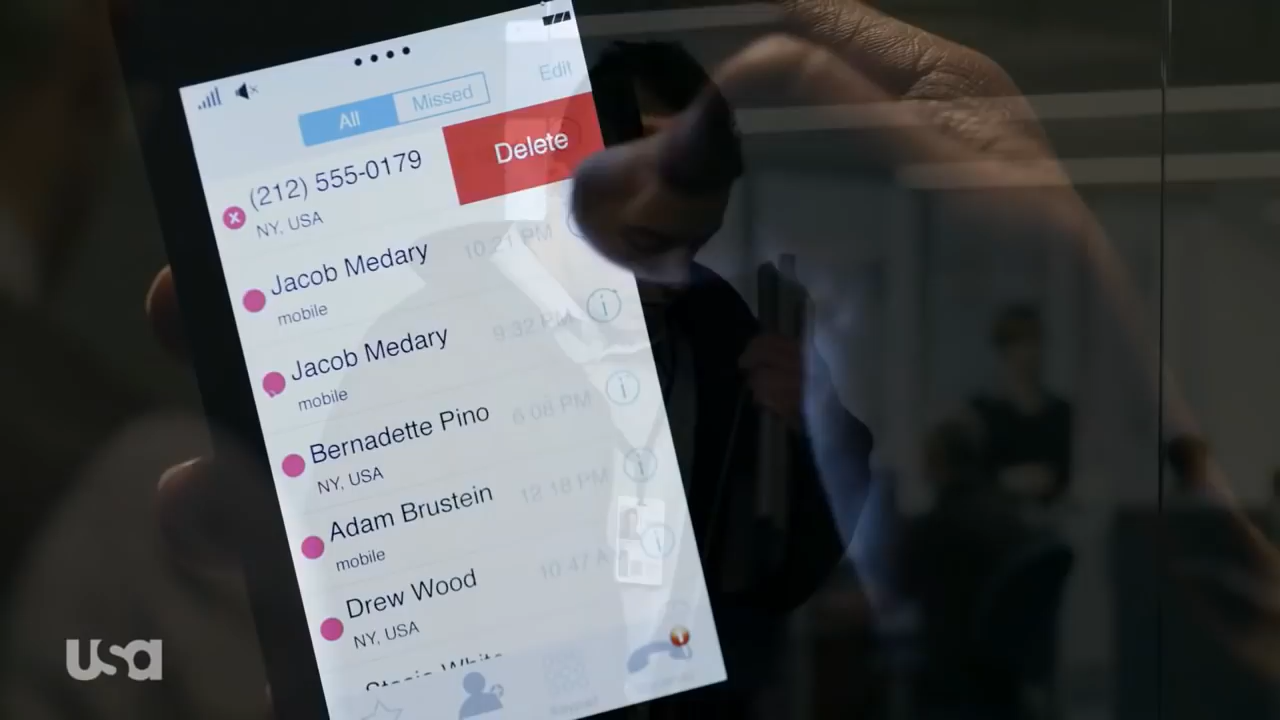 Edit
All Missed
(212) 555-0179 Delete
NY, USA
Jacob Medary 10:21 PM
mobile
Jacob Medary 9:32 PM
mobile
Bernadette Pino 6:08 PM
NY, USA
Adam Brustein 12:18 PM
mobile
Drew Wood 10:47 A
NY, USA
usa